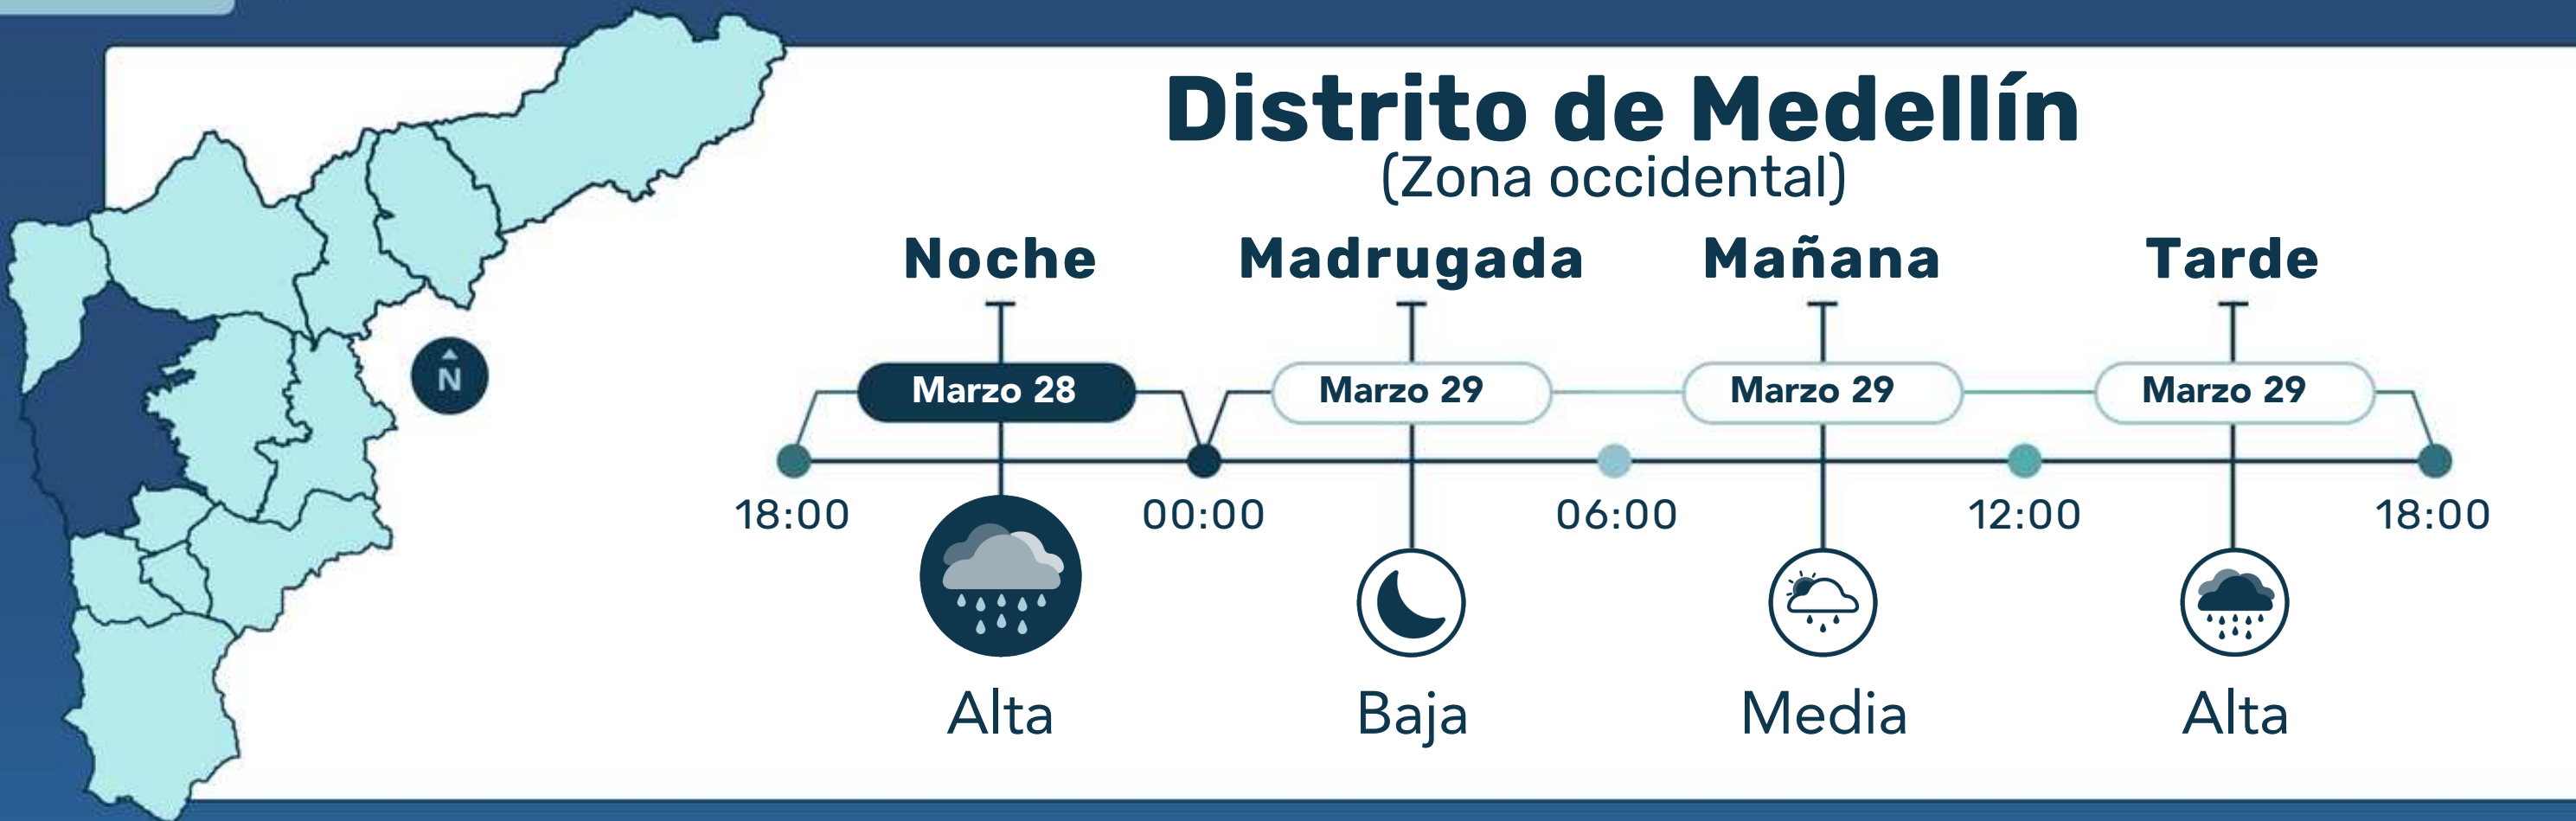 Distrito de Medellín
(Zona occidental)
Noche Madrugada Mañana Tarde
Marzo 28 Marzo 29 Marzo 29 Marzo 29
N
18:00 00:00 06:00 12:00 18:00
Alta Baja Media Alta